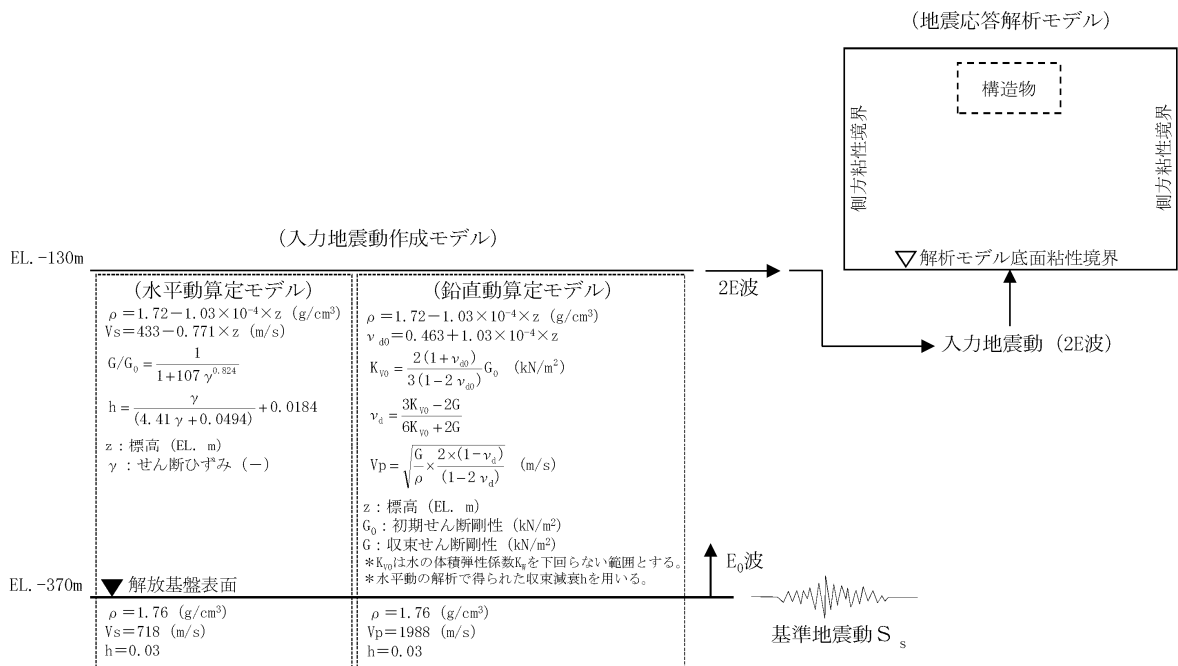 (地震応答解析モデル)
構造物
側方粘性境界
側方粘性境界
▽解析モデル底面粘性境界
(入力地震動作成モデル)
EL.-130m
2E波
入力地震動(2E波)
(水平動算定モデル)
ρ=1.72-1.03×10⁻⁴×z (g/cm³)
Vs=433-0.771×z (m/s)
G/G₀=1/(1+107γ^0.824)
h=γ/(4.41γ+0.0494)+0.0184
z:標高(EL. m)
γ:せん断ひずみ(-)
(鉛直動算定モデル)
ρ=1.72-1.03×10⁻⁴×z (g/cm³)
ν_d0=0.463+1.03×10⁻⁴×z
K_V0=2(1+ν_d0)/3(1-2ν_d0) G₀ (kN/m²)
ν_d=(3K_V0-2G)/(6K_V0+2G)
Vp=√(G/ρ×2×(1-ν_d)/(1-2ν_d)) (m/s)
z:標高(EL. m)
G₀:初期せん断剛性(kN/m²)
G:収束せん断剛性(kN/m²)
*K_V0は水の体積弾性係数K_Wを下回らない範囲とする。
*水平動の解析で得られた収束減衰hを用いる。
E₀波
EL.-370m
▼解放基盤表面
ρ=1.76 (g/cm³)
Vs=718 (m/s)
h=0.03
ρ=1.76 (g/cm³)
Vp=1988 (m/s)
h=0.03
基準地震動Ss